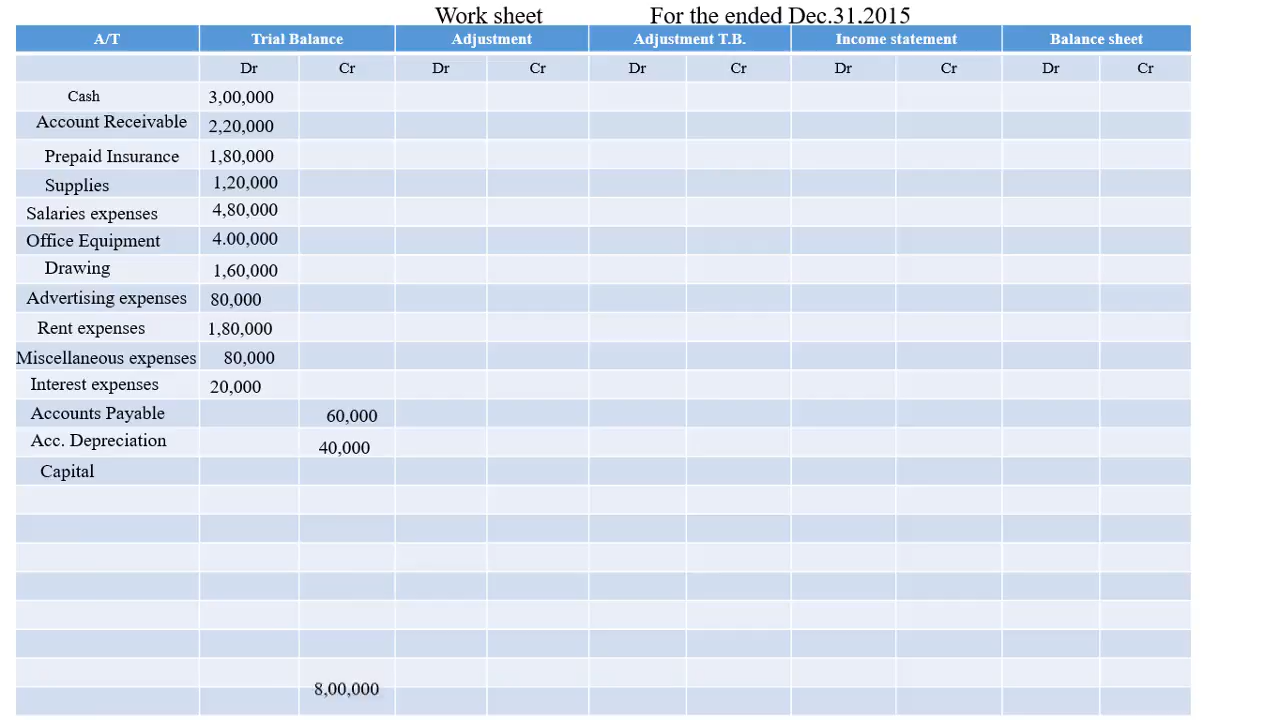 Work sheet For the ended Dec.31,2015
A/T Trial Balance Adjustment Adjustment T.B. Income statement Balance sheet
Dr Cr Dr Cr Dr Cr Dr Cr Dr Cr
Cash 3,00,000
Account Receivable 2,20,000
Prepaid Insurance 1,80,000
Supplies 1,20,000
Salaries expenses 4,80,000
Office Equipment 4.00,000
Drawing 1,60,000
Advertising expenses 80,000
Rent expenses 1,80,000
Miscellaneous expenses 80,000
Interest expenses 20,000
Accounts Payable 60,000
Acc. Depreciation 40,000
Capital
8,00,000